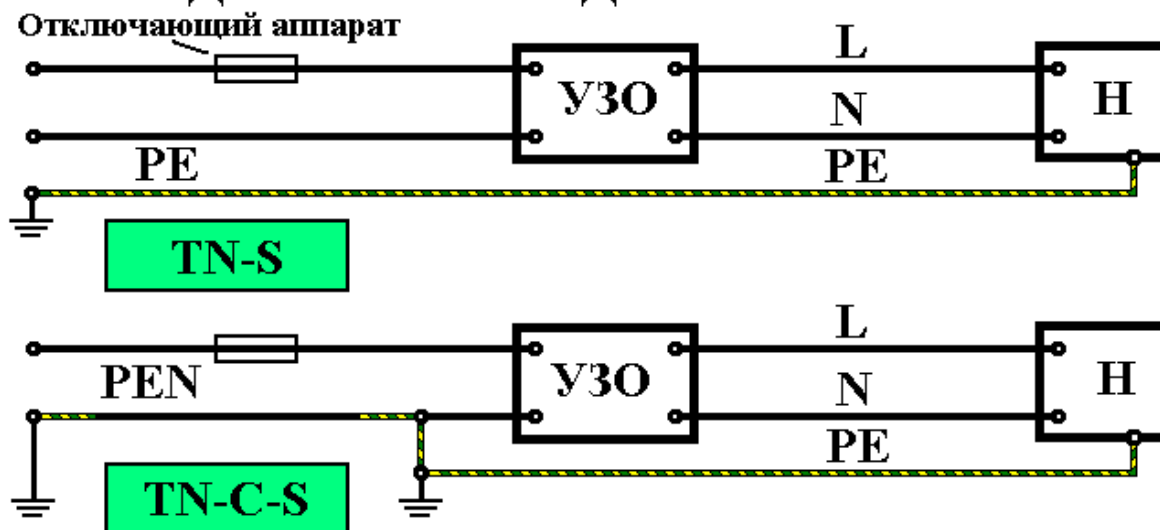 Отключающий аппарат
L
УЗО
N
H
PE
PE
TN-S
L
PEN
УЗО
N
H
PE
TN-C-S